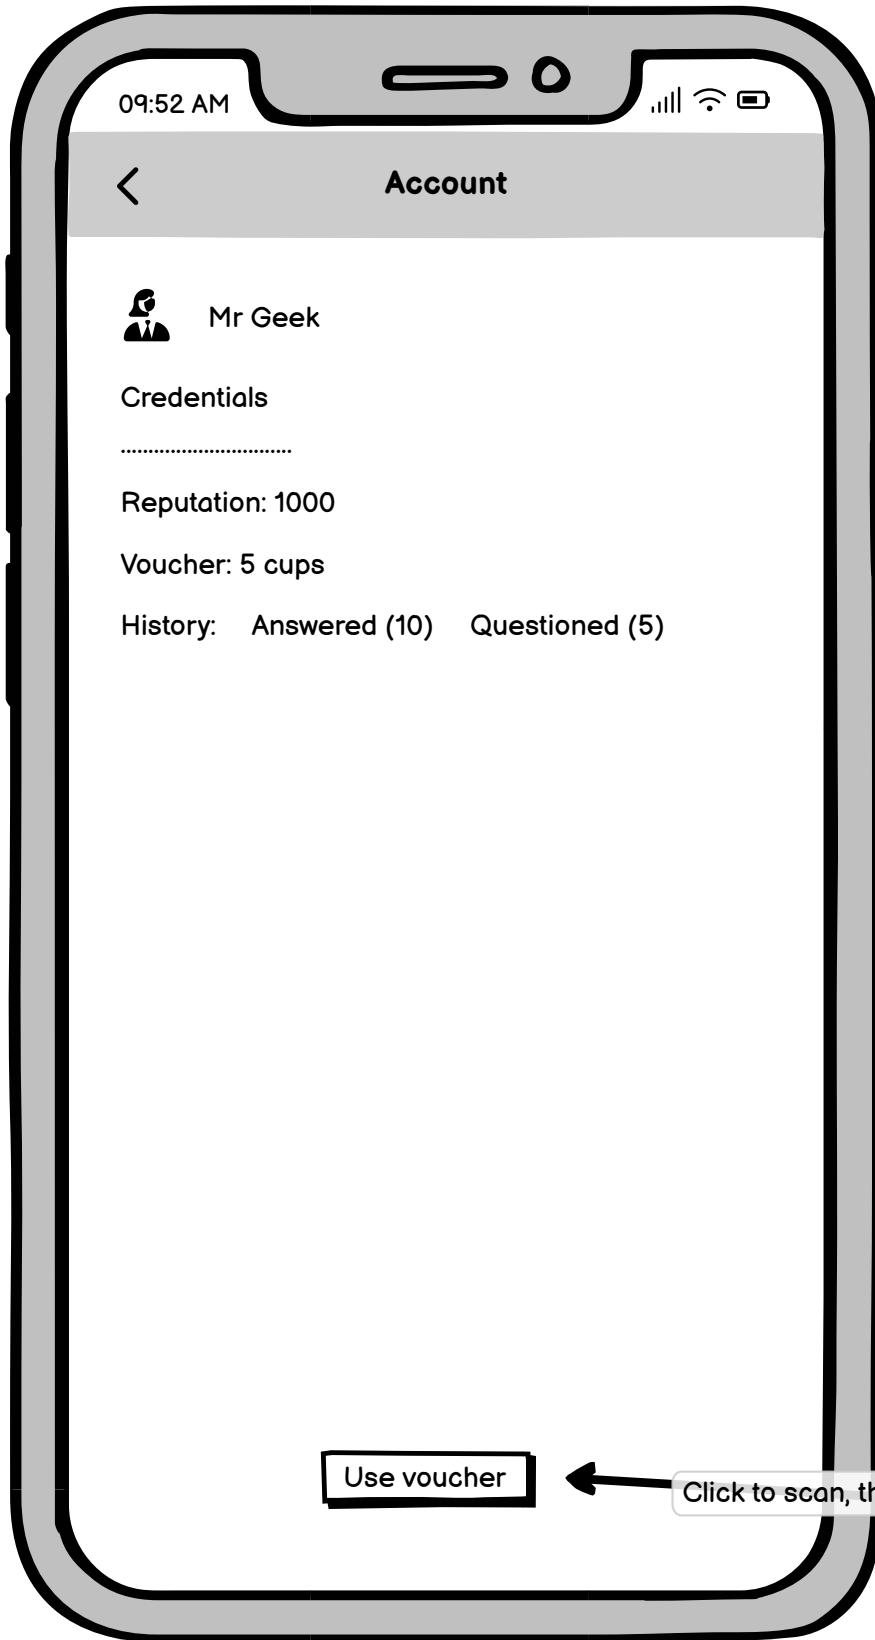 09:52 AM
Account
Mr Geek
Credentials
Reputation: 1000
Voucher: 5 cups
History: Answered (10) Questioned (5)
Use voucher
Click to scan,